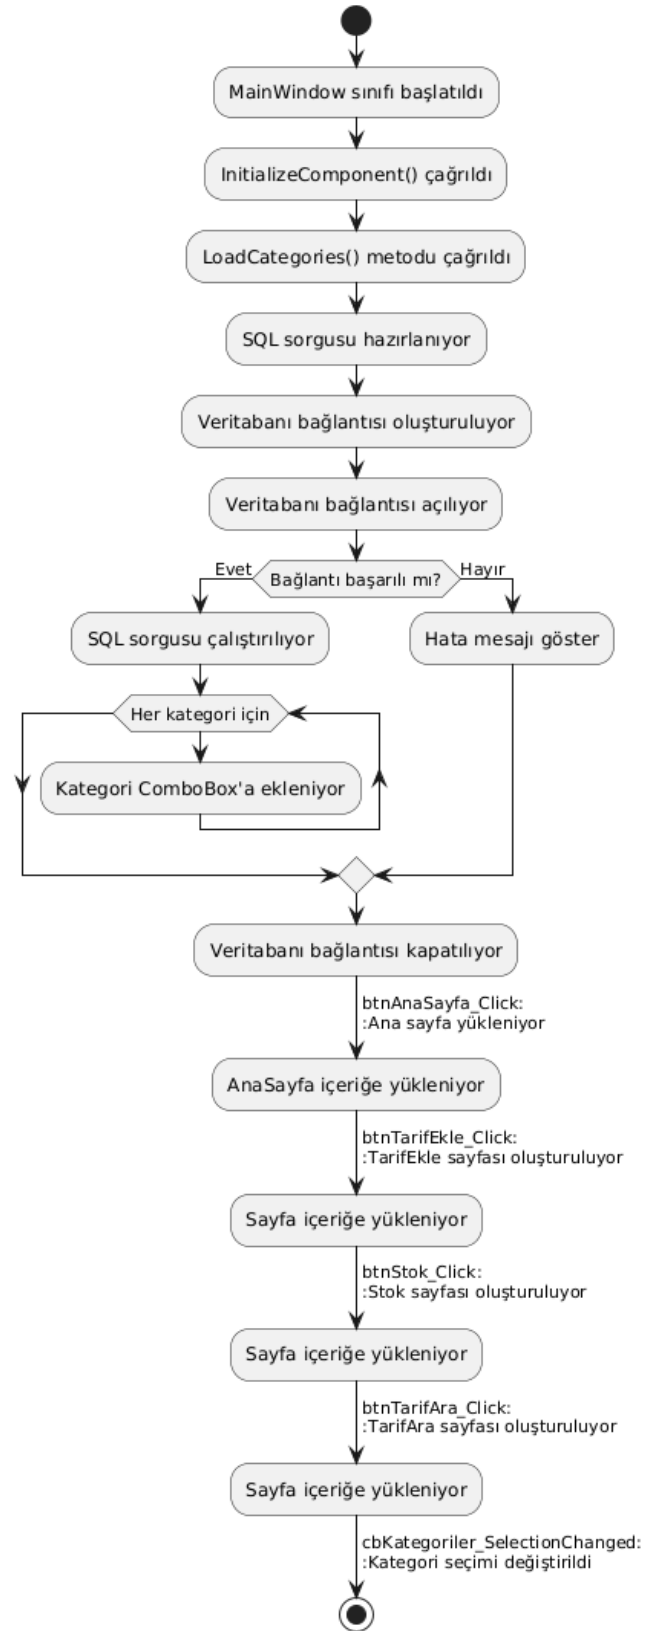 MainWindow sınıfı başlatıldı
InitializeComponent() çağrıldı
LoadCategories() metodu çağrıldı
SQL sorgusu hazırlanıyor
Veritabanı bağlantısı oluşturuluyor
Veritabanı bağlantısı açılıyor
Evet
Bağlantı başarılı mı?
Hayır
SQL sorgusu çalıştırılıyor
Hata mesajı göster
Her kategori için
Kategori ComboBox'a ekleniyor
Veritabanı bağlantısı kapatılıyor
btnAnaSayfa_Click:
:Ana sayfa yükleniyor
AnaSayfa içeriğe yükleniyor
btnTarifEkle_Click:
:TarifEkle sayfası oluşturuluyor
Sayfa içeriğe yükleniyor
btnStok_Click:
:Stok sayfası oluşturuluyor
Sayfa içeriğe yükleniyor
btnTarifAra_Click:
:TarifAra sayfası oluşturuluyor
Sayfa içeriğe yükleniyor
cbKategoriler_SelectionChanged:
:Kategori seçimi değiştirildi